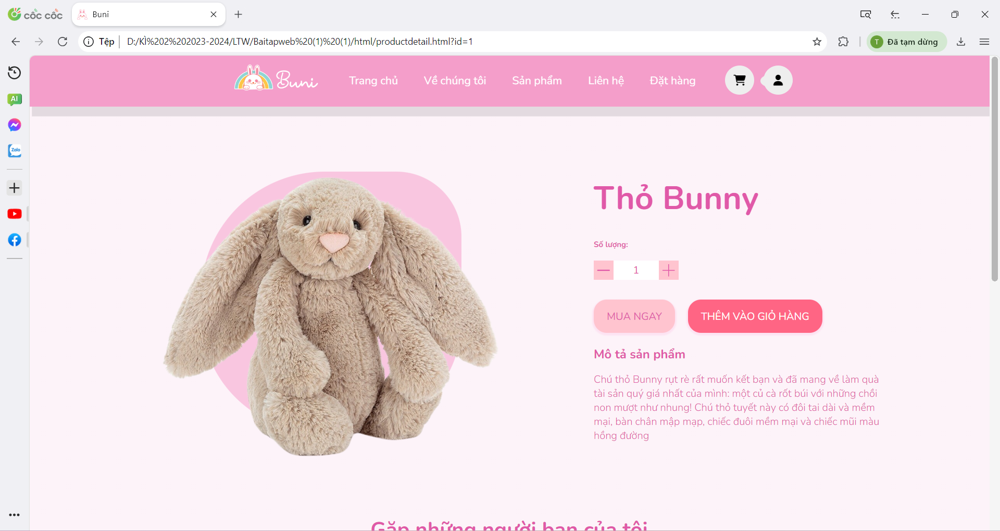 cốc cốc
Buni
Tệp
D:/KÌ%202%202023-2024/LTW/Baitapweb%20(1)%20(1)/html/productdetail.html?id=1
T
Đã tạm dừng
AI
Zalo
Buni
Trang chủ
Về chúng tôi
Sản phẩm
Liên hệ
Đặt hàng
Thỏ Bunny
Số lượng:
1
MUA NGAY
THÊM VÀO GIỎ HÀNG
Mô tả sản phẩm
Chú thỏ Bunny rụt rè rất muốn kết bạn và đã mang về làm quà
tài sản quý giá nhất của mình: một củ cà rốt búi với những chồi
non mượt như nhung! Chú thỏ tuyết này có đôi tai dài và mềm
mại, bàn chân mập mạp, chiếc đuôi mềm mại và chiếc mũi màu
hồng đường
Gặp những người bạn của tôi